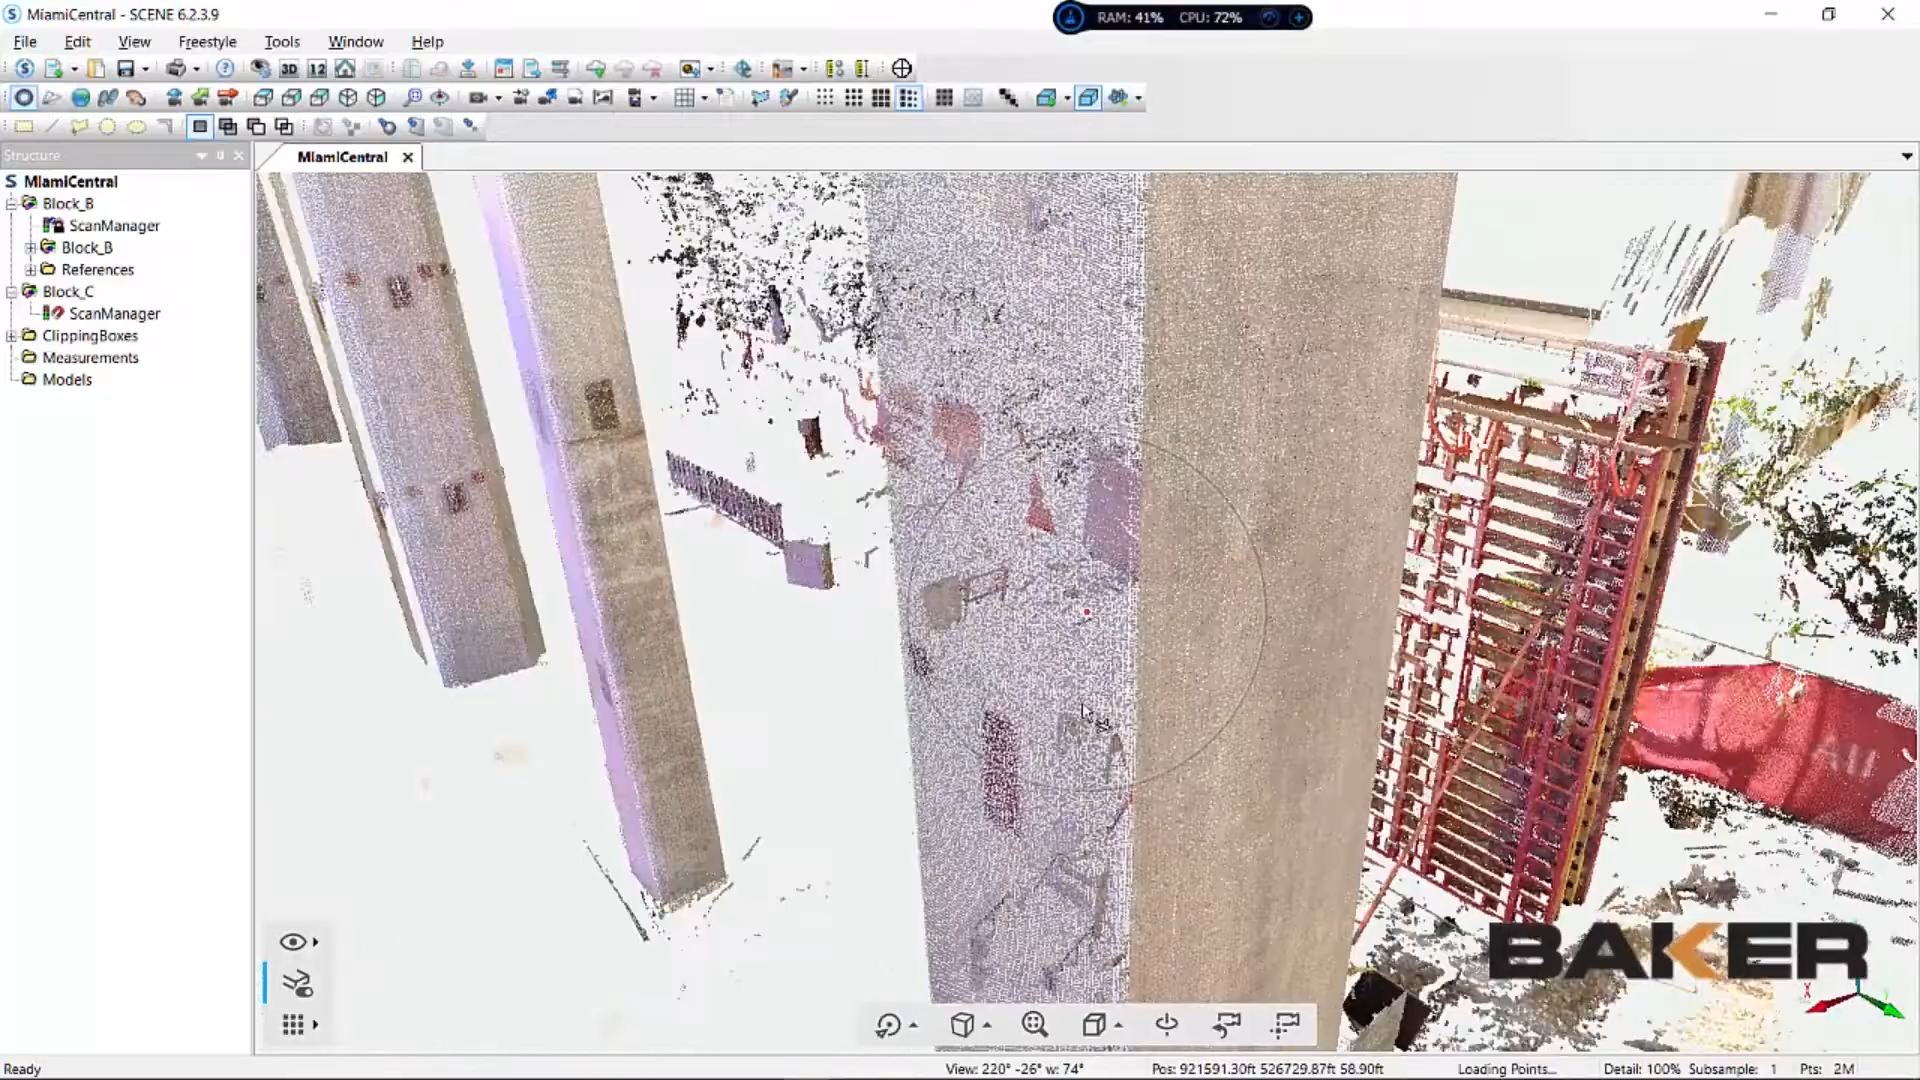 MiamiCentral - SCENE 6.2.3.9
RAM: 41% CPU: 72%
File Edit View Freestyle Tools Window Help
3D 12
Structure
MiamiCentral
MiamiCentral
Block_B
ScanManager
Block_B
References
Block_C
ScanManager
ClippingBoxes
Measurements
Models
BAKER
X
Ready
View: 220° -26° w: 74°
Pos: 921591.30ft 526729.87ft 58.90ft
Loading Points...
Detail: 100% Subsample: 1 Pts: 2M